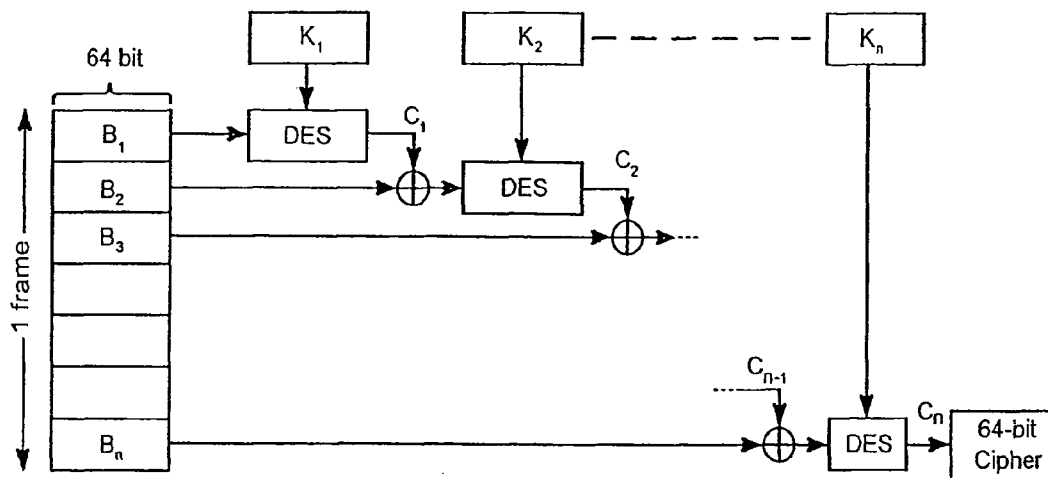 64 bit
K₁
K₂
Kₙ
B₁
DES
C₁
B₂
DES
C₂
B₃
1 frame
Cₙ₋₁
Bₙ
DES
Cₙ
64-bit
Cipher